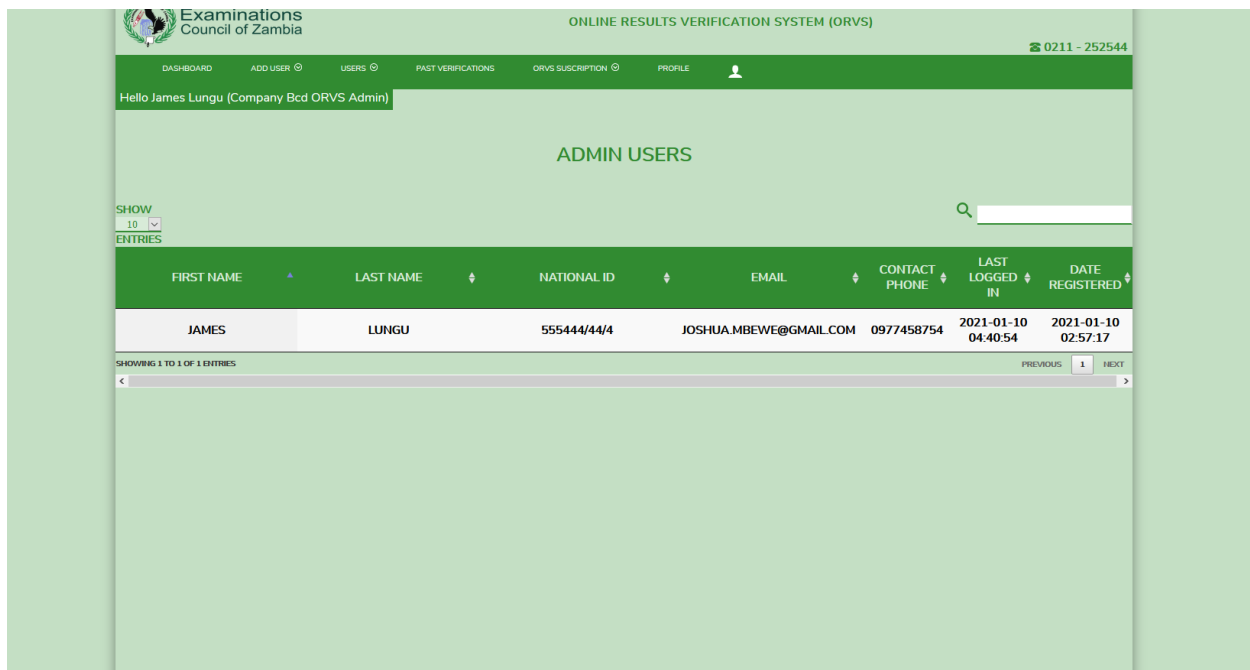 Examinations
Council of Zambia
ONLINE RESULTS VERIFICATION SYSTEM (ORVS)
0211 - 252544
DASHBOARD ADD USER USERS PAST VERIFICATIONS ORVS SUSCRIPTION PROFILE
Hello James Lungu (Company Bcd ORVS Admin)
ADMIN USERS
SHOW
10
ENTRIES
FIRST NAME LAST NAME NATIONAL ID EMAIL CONTACT PHONE LAST LOGGED IN DATE REGISTERED
JAMES LUNGU 555444/44/4 JOSHUA.MBEWE@GMAIL.COM 0977458754 2021-01-10 04:40:54 2021-01-10 02:57:17
SHOWING 1 TO 1 OF 1 ENTRIES PREVIOUS 1 NEXT